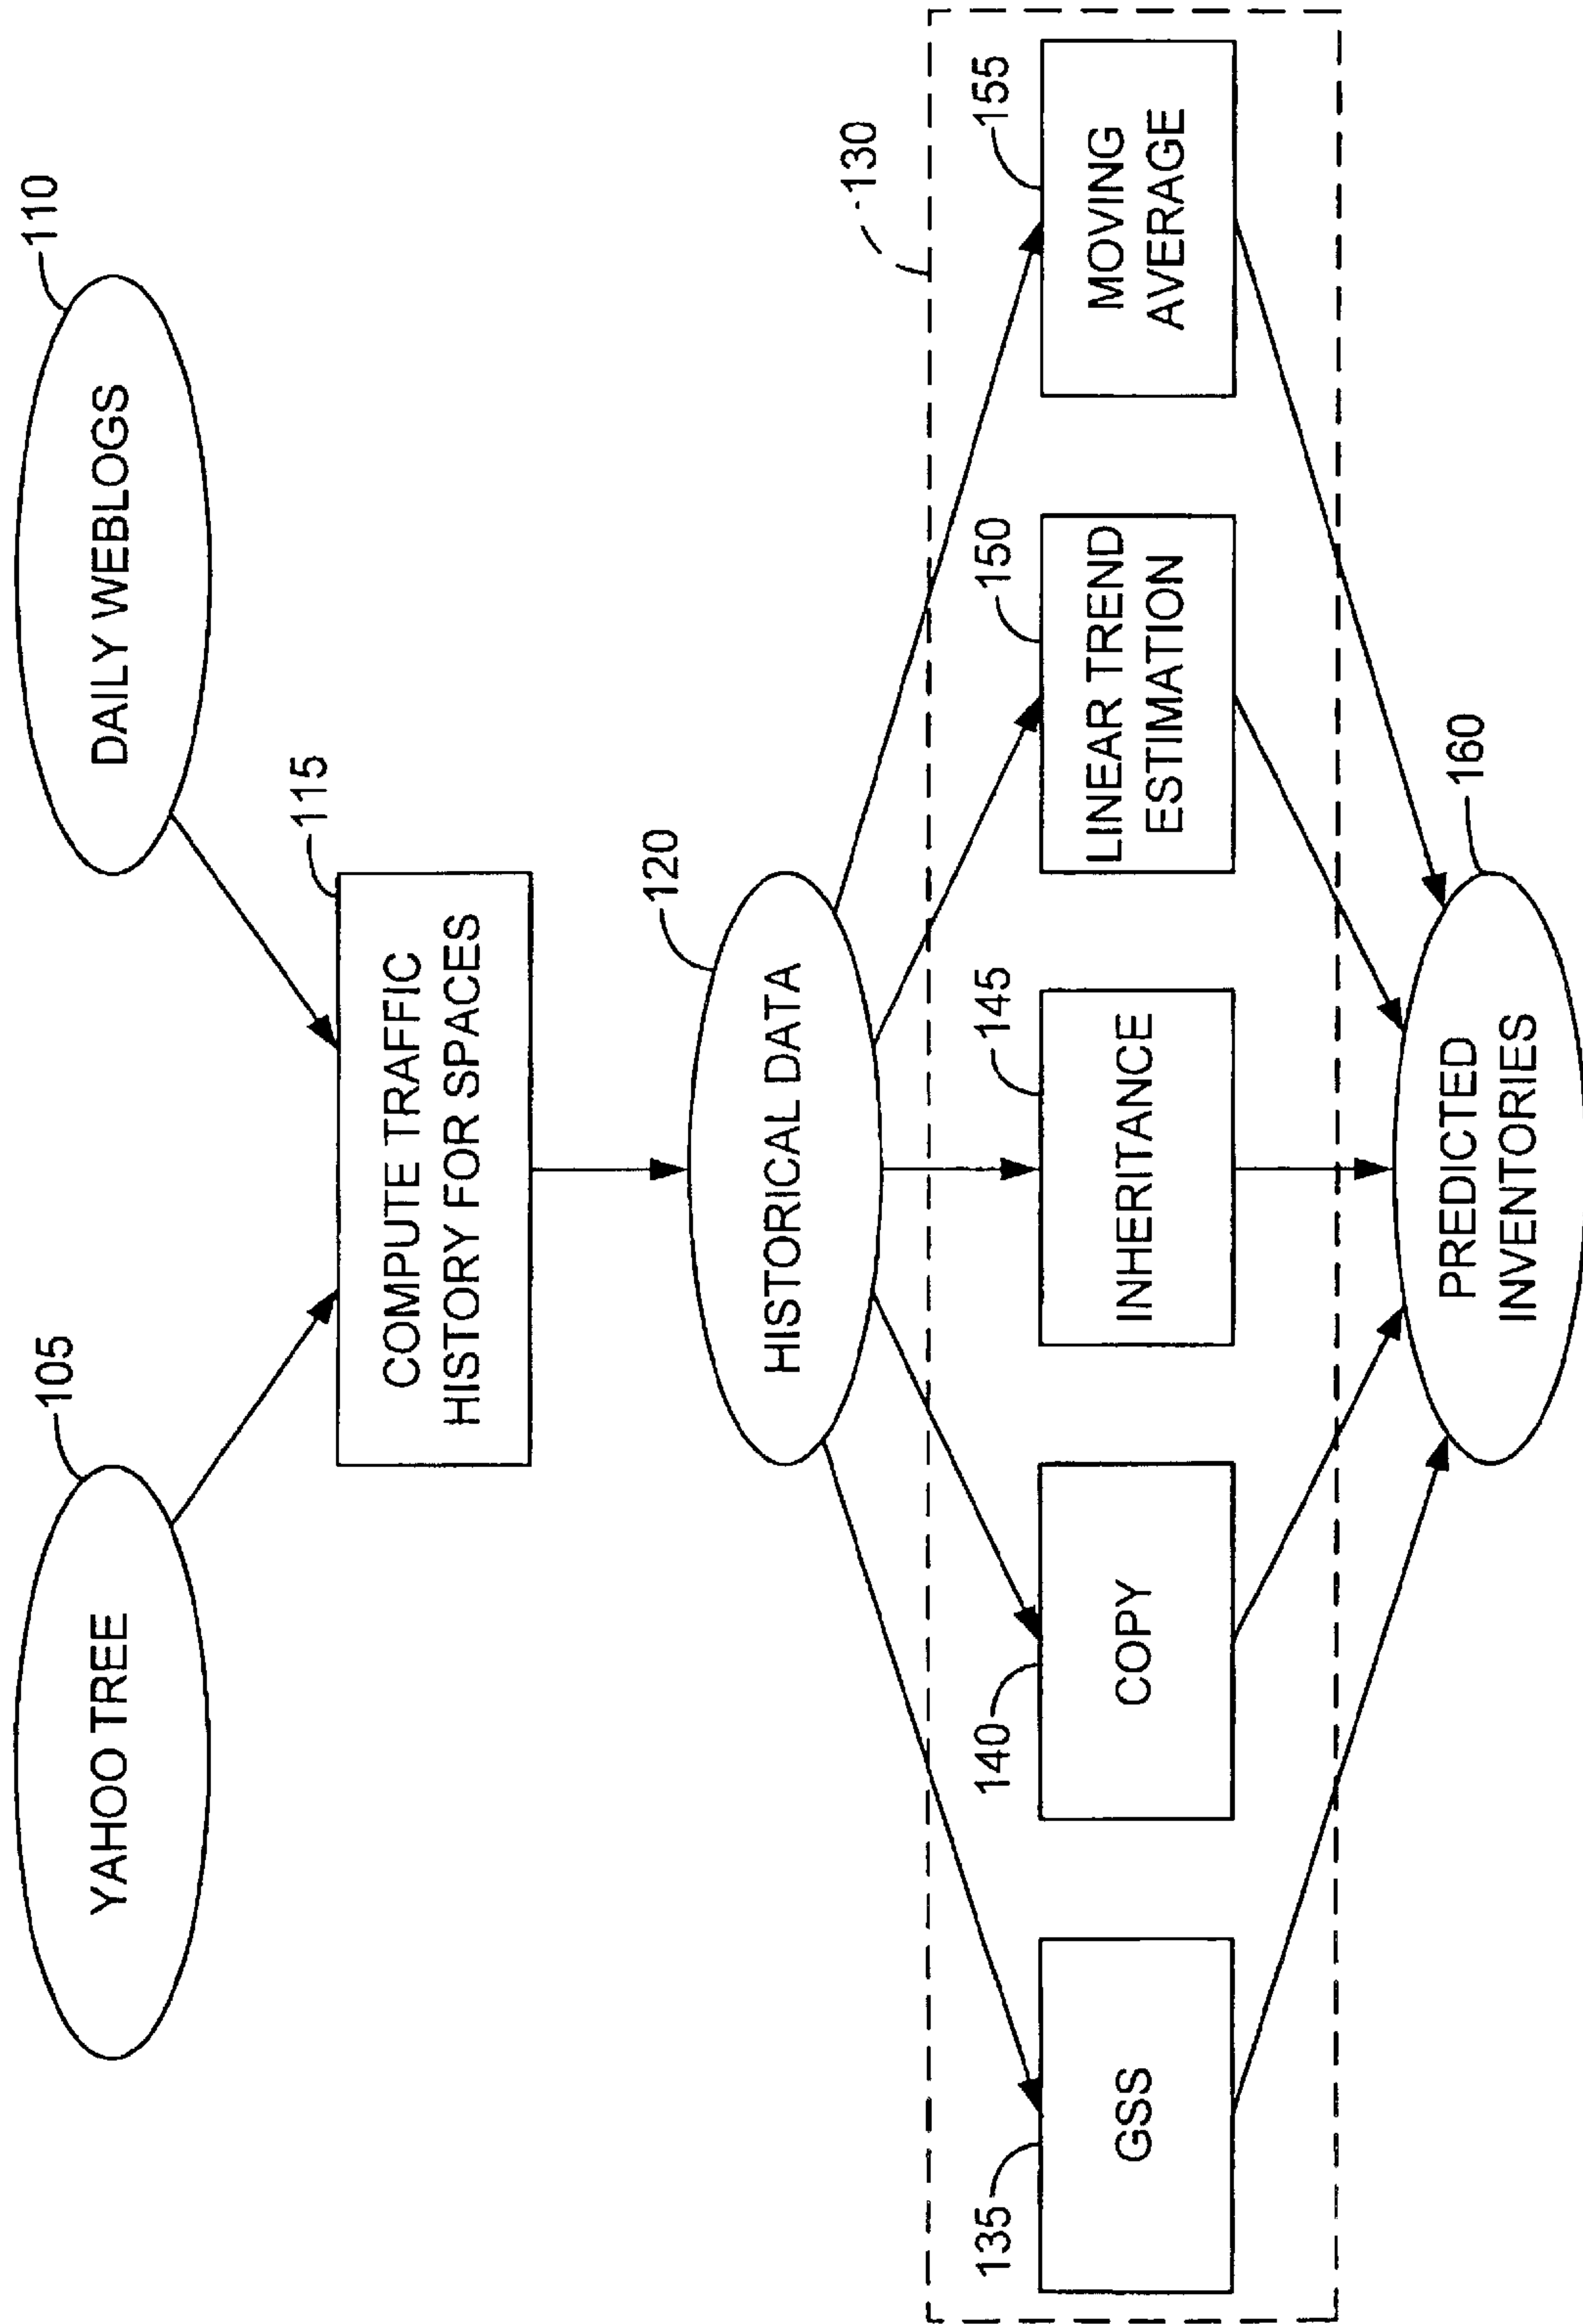 YAHOO TREE
105
DAILY WEBLOGS
110
COMPUTE TRAFFIC
HISTORY FOR SPACES
115
HISTORICAL DATA
120
130
GSS
135
COPY
140
INHERITANCE
145
LINEAR TREND
ESTIMATION
150
MOVING
AVERAGE
155
PREDICTED
INVENTORIES
160